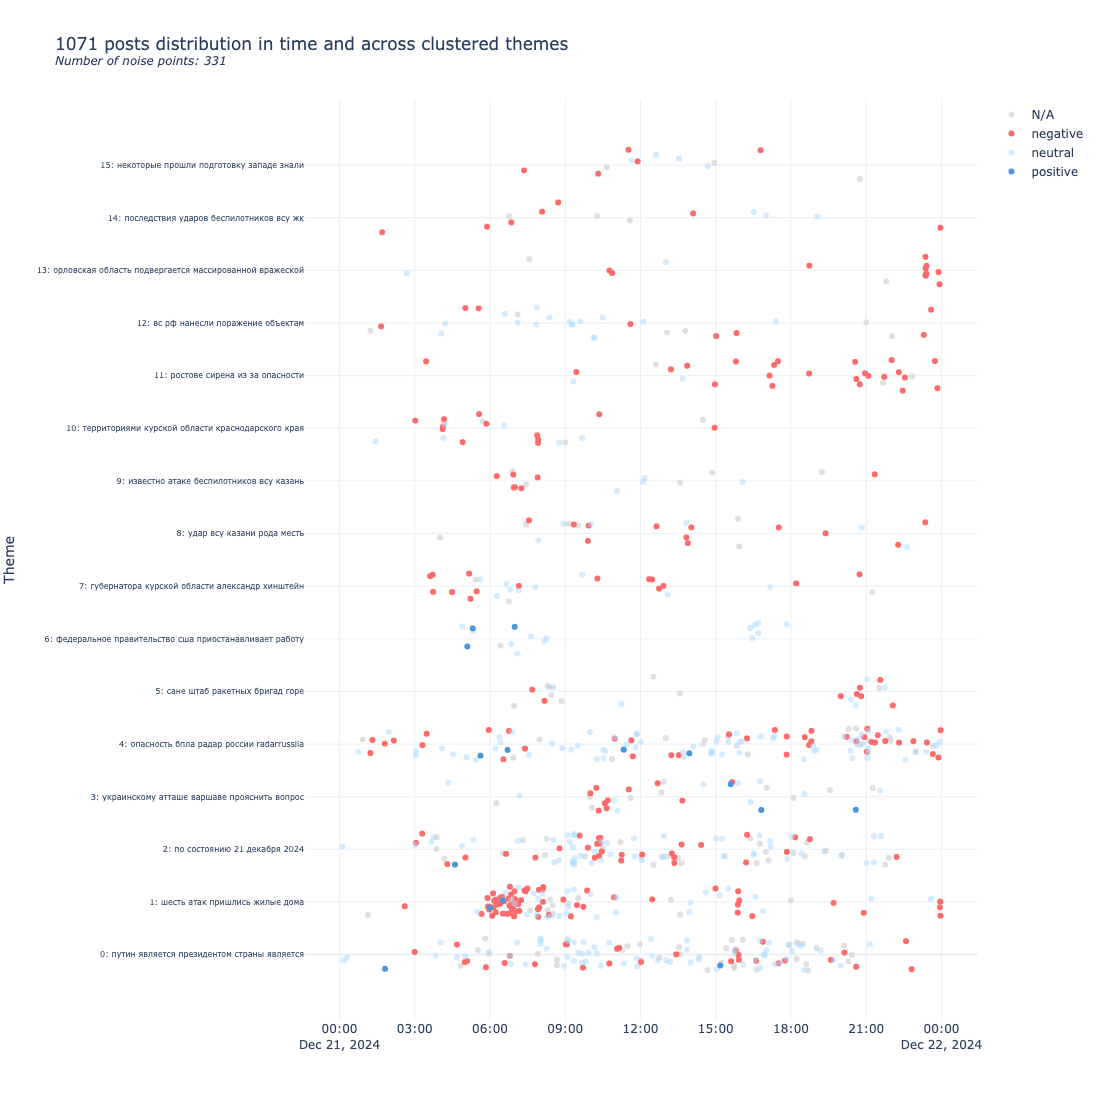 1071 posts distribution in time and across clustered themes
Number of noise points: 331
N/A
negative
neutral
positive
Theme
15: некоторые прошли подготовку западе знали
14: последствия ударов беспилотников всу жк
13: орловская область подвергается массированной вражеской
12: вс рф нанесли поражение объектам
11: ростове сирена из за опасности
10: территориями курской области краснодарского края
9: известно атаке беспилотников всу казань
8: удар всу казани рода месть
7: губернатора курской области александр хинштейн
6: федеральное правительство сша приостанавливает работу
5: сане штаб ракетных бригад горе
4: опасность бпла радар россии radarrussiia
3: украинскому атташе варшаве прояснить вопрос
2: по состоянию 21 декабря 2024
1: шесть атак пришлись жилые дома
0: путин является президентом страны является
00:00 03:00 06:00 09:00 12:00 15:00 18:00 21:00 00:00
Dec 21, 2024 Dec 22, 2024